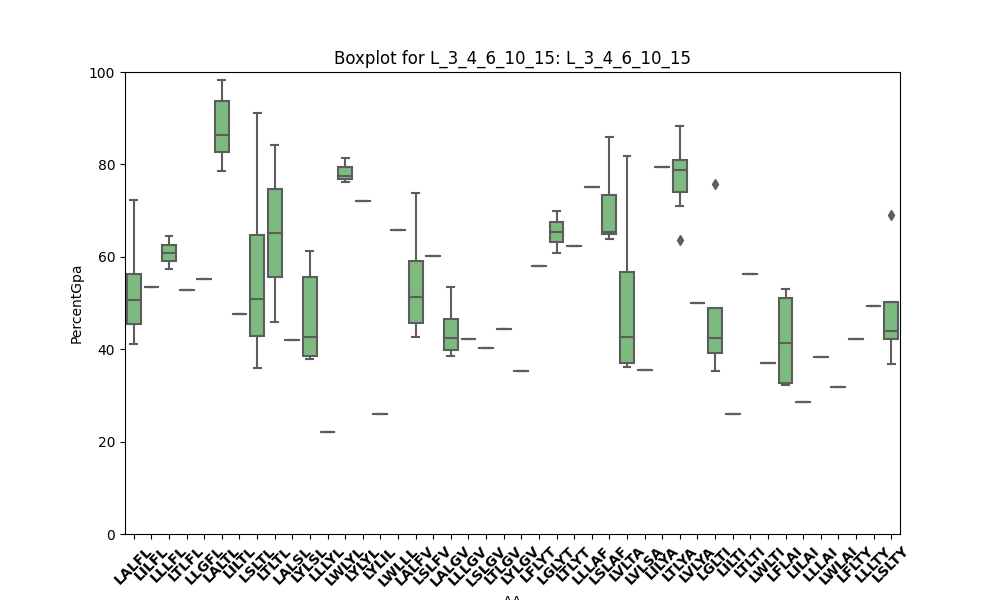 Boxplot for L_3_4_6_10_15: L_3_4_6_10_15
PercentGpa
100
80
60
40
20
0
LALFL
LILFL
LLLFL
LTLFL
LLGFL
LALTL
LILTL
LSLTL
LTLTL
LALSL
LYLSL
LLLYL
LWLYL
LYLYL
LYLIL
LWLLL
LALFV
LSLFV
LALGV
LLLGV
LSLGV
LTLGV
LYLGV
LFLYT
LGLYT
LTLYT
LLLAF
LSLAF
LVLTA
LVLSA
LILYA
LTLYA
LVLYA
LGLTI
LILTI
LTLTI
LWLTI
LFLAI
LILAI
LLLAI
LWLAI
LFLTY
LLLTY
LSLTY